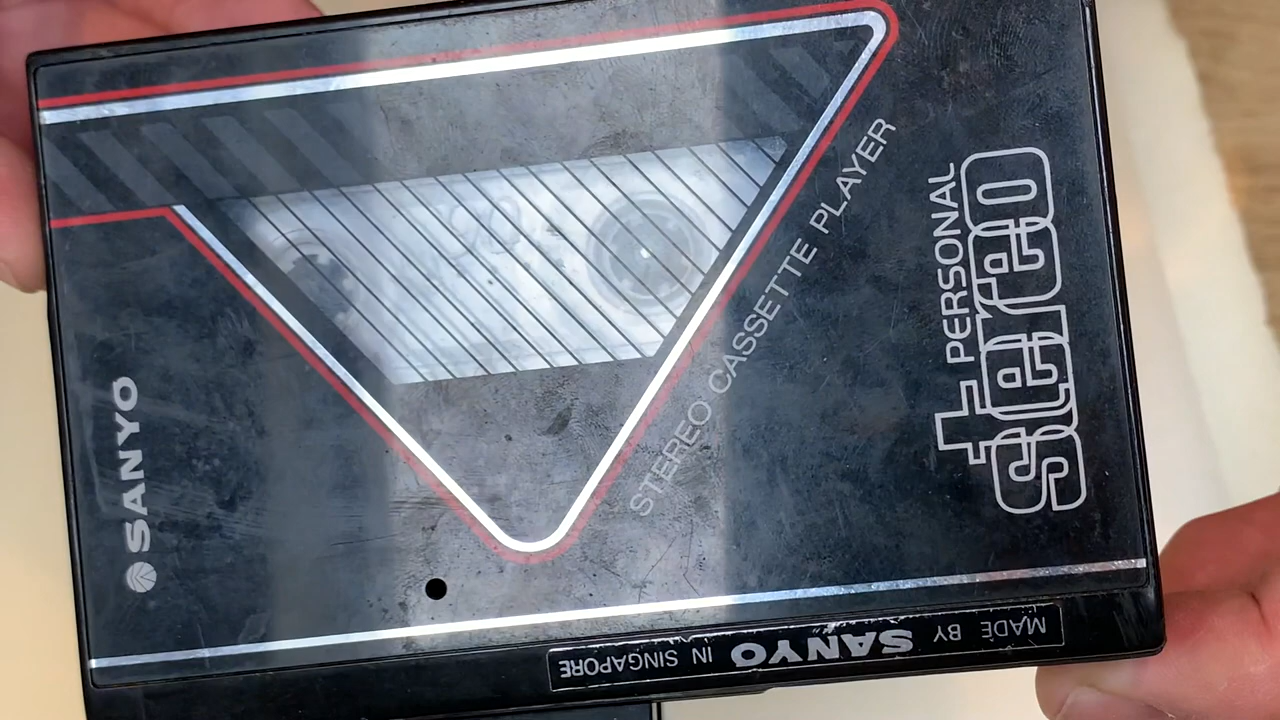 SANYO
STEREO CASSETTE PLAYER
PERSONAL
stereo
MADE BY SANYO IN SINGAPORE